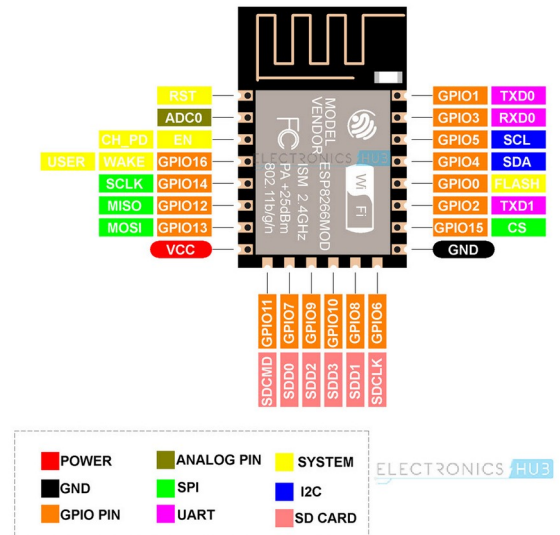 RST
ADC0
CH_PD EN
USER WAKE GPIO16
SCLK GPIO14
MISO GPIO12
MOSI GPIO13
VCC
MODEL ESP8266MOD
VENDOR
ISM 2.4GHz
PA +25dBm
802.11b/g/n
FC
Wi Fi
ELECTRONICS HUB
GPIO1 TXD0
GPIO3 RXD0
GPIO5 SCL
GPIO4 SDA
GPIO0 FLASH
GPIO2 TXD1
GPIO15 CS
GND
GPIO11 SDCMD
GPIO7 SDD0
GPIO9 SDD2
GPIO10 SDD3
GPIO8 SDD1
GPIO6 SDCLK
POWER ANALOG PIN SYSTEM
GND SPI I2C
GPIO PIN UART SD CARD
ELECTRONICS HUB